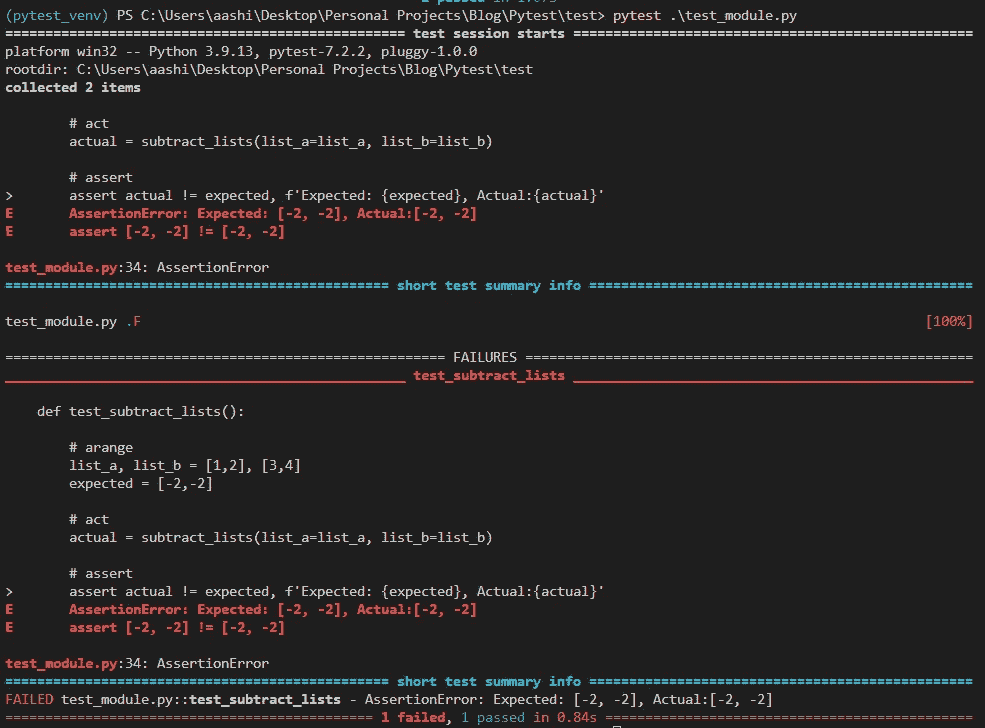 (pytest_venv) PS C:\Users\aashi\Desktop\Personal Projects\Blog\Pytest\test> pytest .\test_module.py
================================================== test session starts ==================================================
platform win32 -- Python 3.9.13, pytest-7.2.2, pluggy-1.0.0
rootdir: C:\Users\aashi\Desktop\Personal Projects\Blog\Pytest\test
collected 2 items
        # act
        actual = subtract_lists(list_a=list_a, list_b=list_b)
        # assert
>       assert actual != expected, f'Expected: {expected}, Actual:{actual}'
E       AssertionError: Expected: [-2, -2], Actual:[-2, -2]
E       assert [-2, -2] != [-2, -2]
test_module.py:34: AssertionError
================================================ short test summary info ================================================
test_module.py .F                                                                                                  [100%]
======================================================= FAILURES ========================================================
__________________________________________________ test_subtract_lists __________________________________________________
    def test_subtract_lists():
        # arange
        list_a, list_b = [1,2], [3,4]
        expected = [-2,-2]
        # act
        actual = subtract_lists(list_a=list_a, list_b=list_b)
        # assert
>       assert actual != expected, f'Expected: {expected}, Actual:{actual}'
E       AssertionError: Expected: [-2, -2], Actual:[-2, -2]
E       assert [-2, -2] != [-2, -2]
test_module.py:34: AssertionError
================================================ short test summary info ================================================
FAILED test_module.py::test_subtract_lists - AssertionError: Expected: [-2, -2], Actual:[-2, -2]
============================================== 1 failed, 1 passed in 0.84s ==============================================